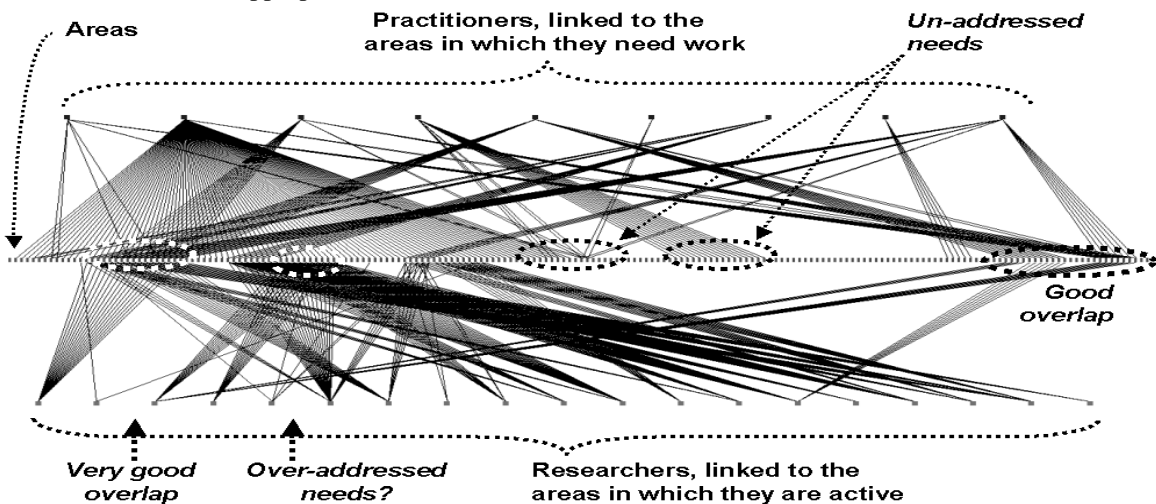 Areas
Practitioners, linked to the
areas in which they need work
Un-addressed
needs
Good
overlap
Very good
overlap
Over-addressed
needs?
Researchers, linked to the
areas in which they are active